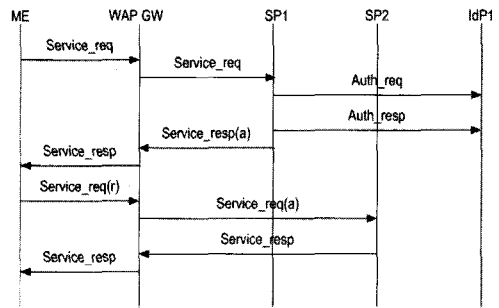 ME WAP GW SP1 SP2 IdP1
Service_req
Service_req
Auth_req
Auth_resp
Service_resp(a)
Service_resp
Service_req(r)
Service_req(a)
Service_resp
Service_resp